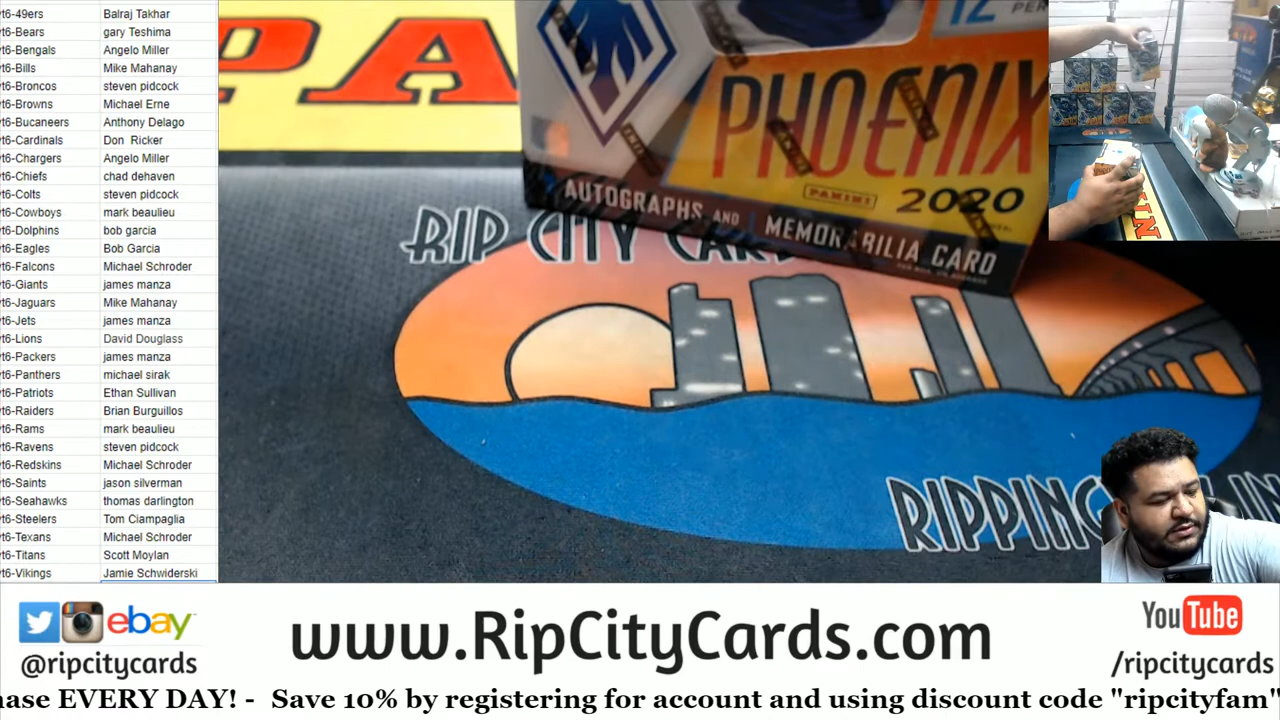 t6-49ers Balraj Takhar
t6-Bears gary Teshima
t6-Bengals Angelo Miller
t6-Bills Mike Mahanay
t6-Broncos steven pidcock
t6-Browns Michael Erne
t6-Bucaneers Anthony Delago
t6-Cardinals Don Ricker
t6-Chargers Angelo Miller
t6-Chiefs chad dehaven
t6-Colts steven pidcock
t6-Cowboys mark beaulieu
t6-Dolphins bob garcia
t6-Eagles Bob Garcia
t6-Falcons Michael Schroder
t6-Giants james manza
t6-Jaguars Mike Mahanay
t6-Jets james manza
t6-Lions David Douglass
t6-Packers james manza
t6-Panthers michael sirak
t6-Patriots Ethan Sullivan
t6-Raiders Brian Burguillos
t6-Rams mark beaulieu
t6-Ravens steven pidcock
t6-Redskins Michael Schroder
t6-Saints jason silverman
t6-Seahawks thomas darlington
t6-Steelers Tom Ciampaglia
t6-Texans Michael Schroder
t6-Titans Scott Moylan
t6-Vikings Jamie Schwiderski
PA
12 PER
PHOENIX
PANINI 2020
AUTOGRAPHS AND MEMORABILIA CARD
RIP CITY CA
RIPPING
ebay
@ripcitycards
www.RipCityCards.com
YouTube
/ripcitycards
hase EVERY DAY! - Save 10% by registering for account and using discount code "ripcityfam"